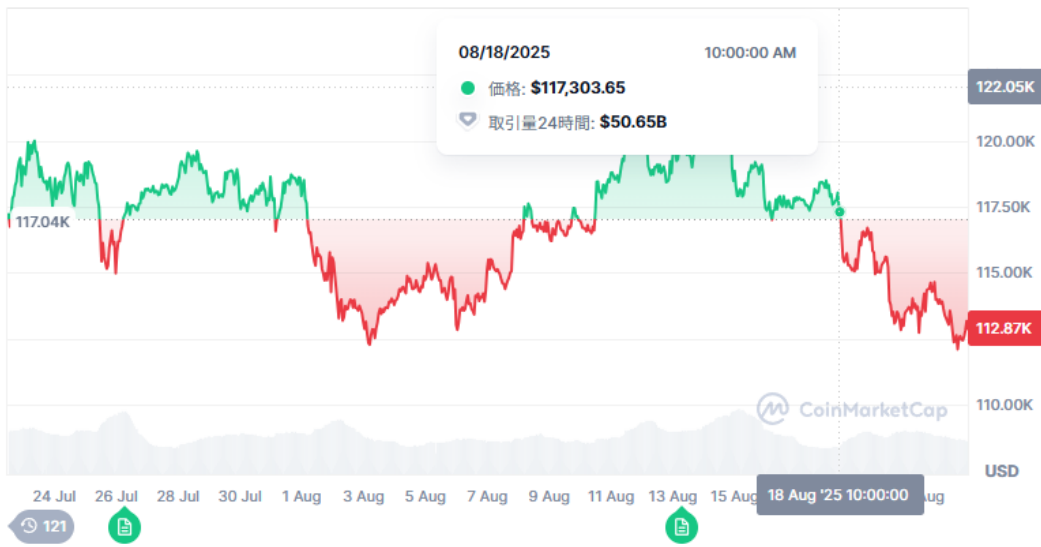 08/18/2025 10:00:00 AM
価格: $117,303.65
取引量24時間: $50.65B
122.05K
120.00K
117.50K
117.04K
115.00K
112.87K
110.00K
CoinMarketCap
USD
24 Jul 26 Jul 28 Jul 30 Jul 1 Aug 3 Aug 5 Aug 7 Aug 9 Aug 11 Aug 13 Aug 15 Aug 18 Aug '25 10:00:00 Aug
121